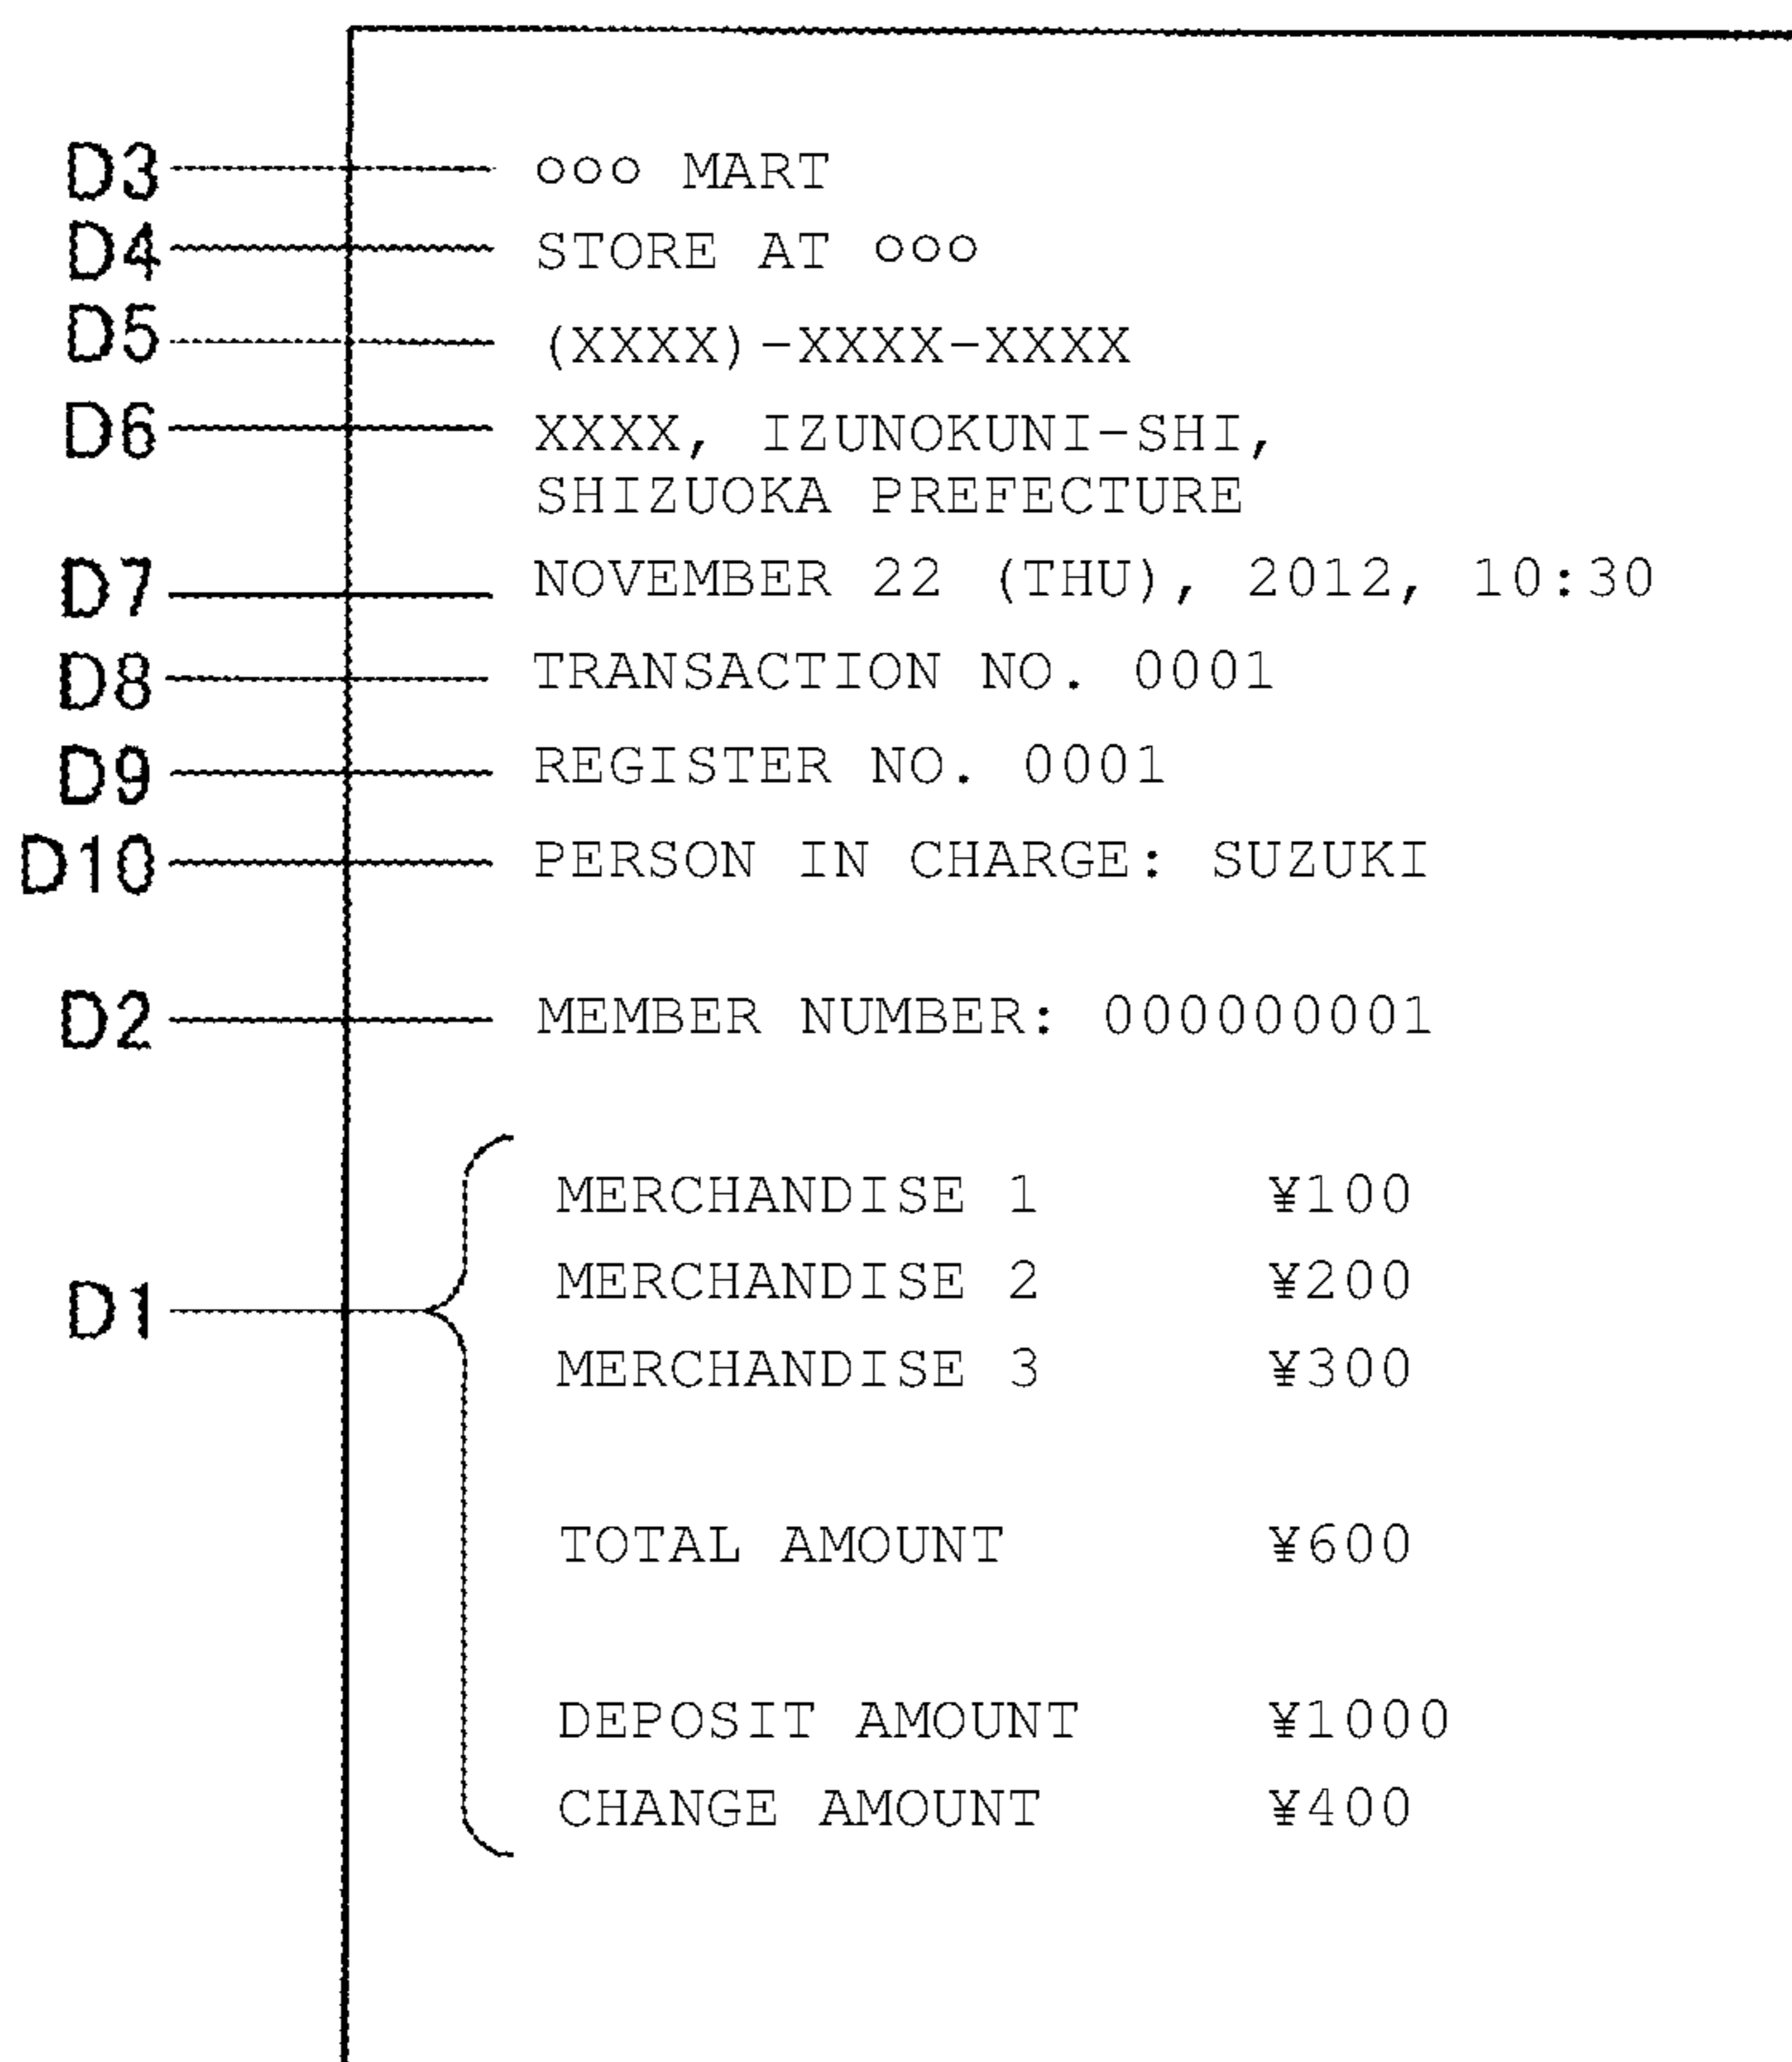 D3 ooo MART
D4 STORE AT ooo
D5 (XXXX)-XXXX-XXXX
D6 XXXX, IZUNOKUNI-SHI,
SHIZUOKA PREFECTURE
D7 NOVEMBER 22 (THU), 2012, 10:30
D8 TRANSACTION NO. 0001
D9 REGISTER NO. 0001
D10 PERSON IN CHARGE: SUZUKI
D2 MEMBER NUMBER: 000000001
MERCHANDISE 1 ¥100
MERCHANDISE 2 ¥200
D1
MERCHANDISE 3 ¥300
TOTAL AMOUNT ¥600
DEPOSIT AMOUNT ¥1000
CHANGE AMOUNT ¥400